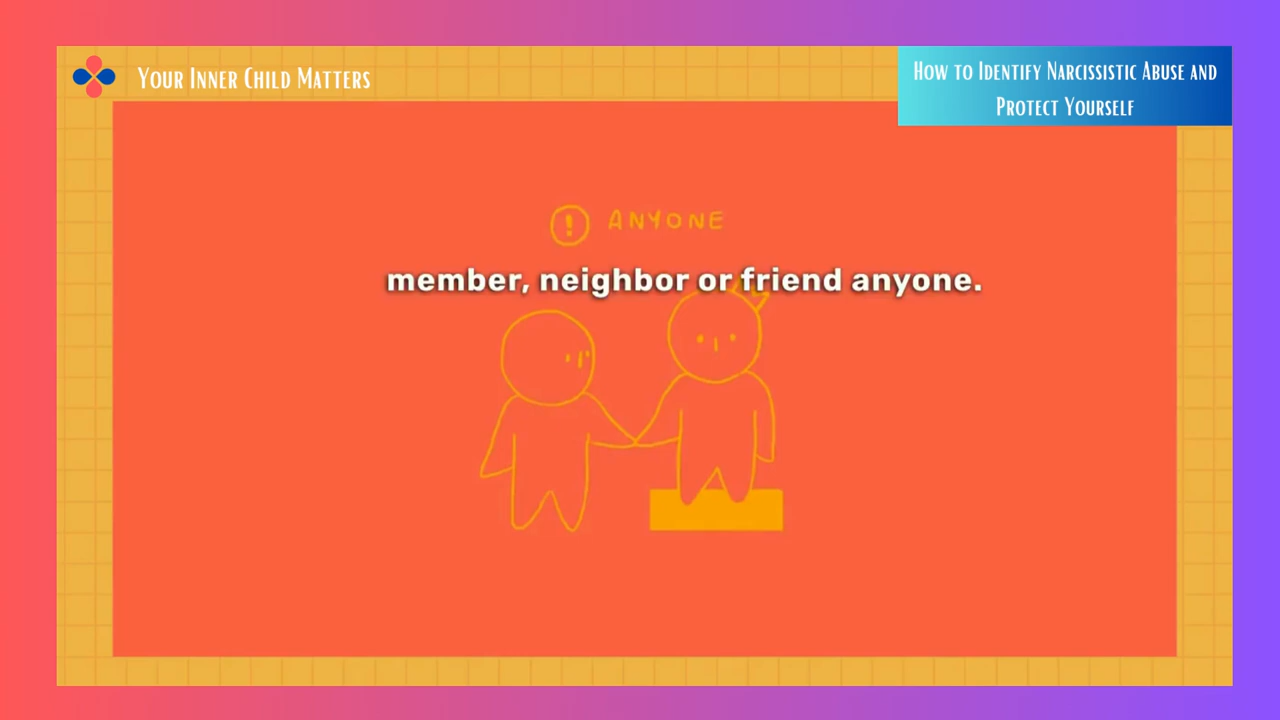 Your Inner Child Matters
How to Identify Narcissistic Abuse and
Protect Yourself
! ANYONE
member, neighbor or friend anyone.